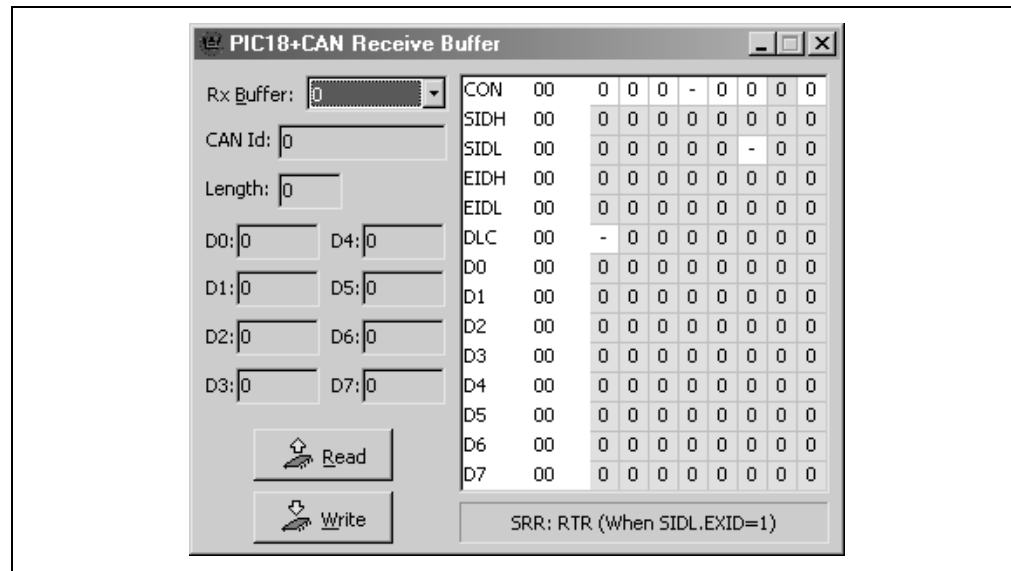 PIC18+CAN Receive Buffer
Rx Buffer: 0
CAN Id: 0
Length: 0
D0: 0 D4: 0
D1: 0 D5: 0
D2: 0 D6: 0
D3: 0 D7: 0
Read
Write
CON 00 0 0 0 - 0 0 0 0
SIDH 00 0 0 0 0 0 0 0 0
SIDL 00 0 0 0 0 0 - 0 0
EIDH 00 0 0 0 0 0 0 0 0
EIDL 00 0 0 0 0 0 0 0 0
DLC 00 - 0 0 0 0 0 0 0
D0 00 0 0 0 0 0 0 0 0
D1 00 0 0 0 0 0 0 0 0
D2 00 0 0 0 0 0 0 0 0
D3 00 0 0 0 0 0 0 0 0
D4 00 0 0 0 0 0 0 0 0
D5 00 0 0 0 0 0 0 0 0
D6 00 0 0 0 0 0 0 0 0
D7 00 0 0 0 0 0 0 0 0
SRR: RTR (When SIDL.EXID=1)